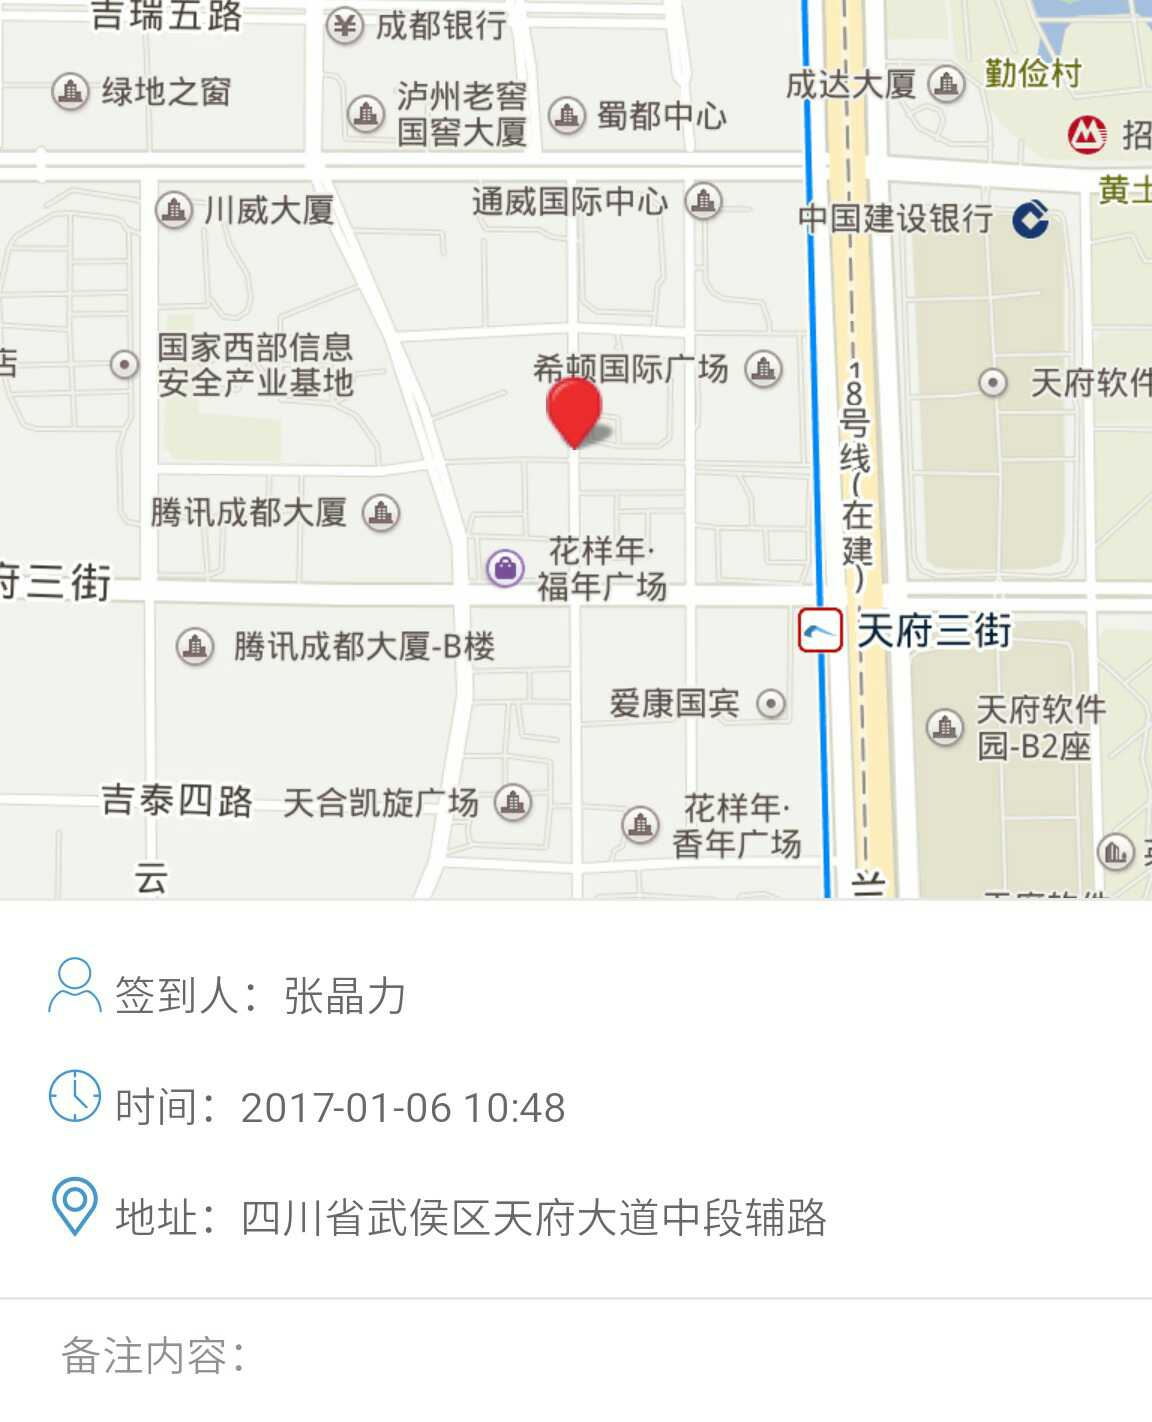 吉瑞五路
成都银行
绿地之窗
泸州老窖
国窖大厦
蜀都中心
成达大厦
勤俭村
招
黄土
川威大厦
通威国际中心
中国建设银行
店
国家西部信息
安全产业基地
希顿国际广场
天府软件
18号线(在建)
腾讯成都大厦
花样年·
福年广场
府三街
天府三街
腾讯成都大厦-B楼
爱康国宾
天府软件
园-B2座
吉泰四路
天合凯旋广场
花样年·
香年广场
云
签到人：张晶力
时间：2017-01-06 10:48
地址：四川省武侯区天府大道中段辅路
备注内容：